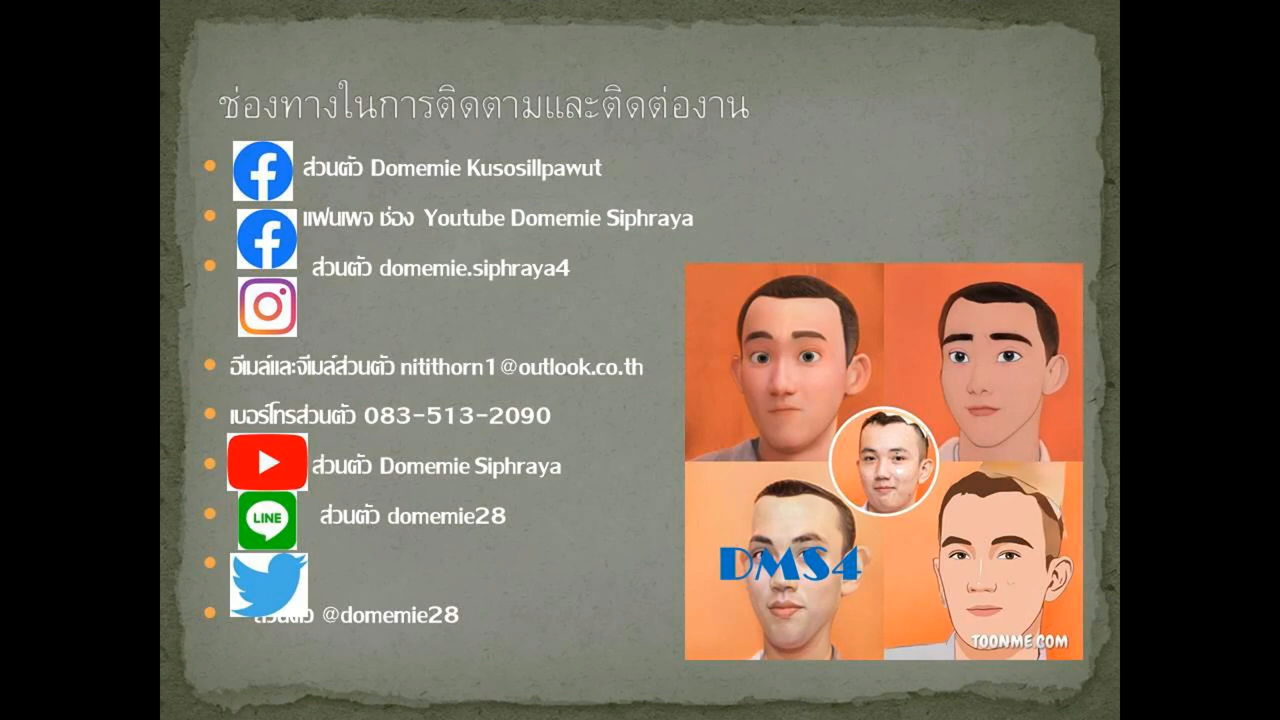 ช่องทางในการติดตามและติดต่องาน
ส่วนตัว Domemie Kusosillpawut
แฟนเพจ ช่อง Youtube Domemie Siphraya
ส่วนตัว domemie.siphraya4
อีเมล์และจีเมล์ส่วนตัว nitithorn1@outlook.co.th
เบอร์โทรส่วนตัว 083-513-2090
ส่วนตัว Domemie Siphraya
LINE ส่วนตัว domemie28
ส่วนตัว @domemie28
DMS4
TOONME.COM